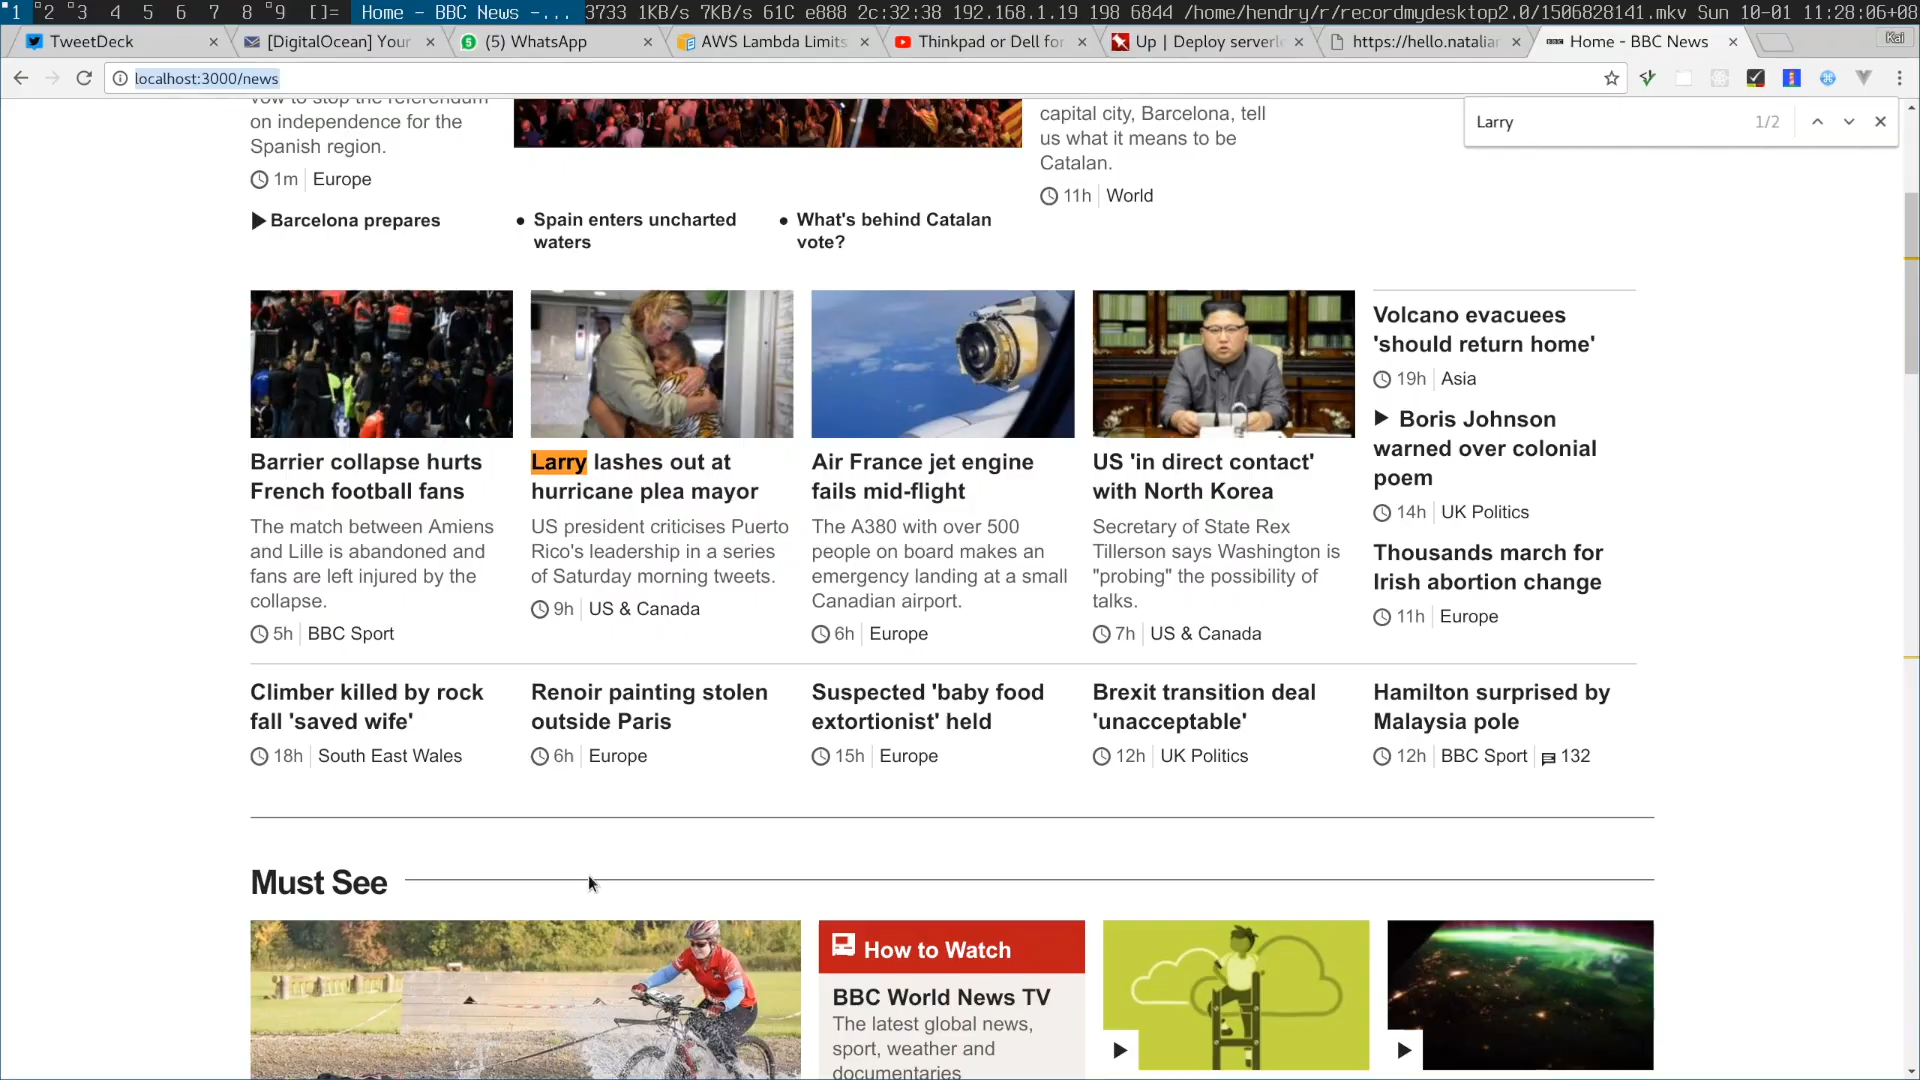 1 2 3 4 5 6 7 8 9 []= Home - BBC News -... 3733 1KB/s 7KB/s 61C e888 2c:32:38 192.168.1.19 198 6844 /home/hendry/r/recordmydesktop2.0/1506828141.mkv Sun 10-01 11:28:06+08
TweetDeck × [DigitalOcean] Your × (5) WhatsApp × AWS Lambda Limits × Thinkpad or Dell for × Up | Deploy serverle × https://hello.natalian × Home - BBC News × Kai
localhost:3000/news
Larry 1/2
vow to stop the referendum
on independence for the
Spanish region.
1m Europe
capital city, Barcelona, tell
us what it means to be
Catalan.
11h World
Barcelona prepares
• Spain enters uncharted
waters
• What's behind Catalan
vote?
Barrier collapse hurts
French football fans
The match between Amiens
and Lille is abandoned and
fans are left injured by the
collapse.
5h BBC Sport
Larry lashes out at
hurricane plea mayor
US president criticises Puerto
Rico's leadership in a series
of Saturday morning tweets.
9h US & Canada
Air France jet engine
fails mid-flight
The A380 with over 500
people on board makes an
emergency landing at a small
Canadian airport.
6h Europe
US 'in direct contact'
with North Korea
Secretary of State Rex
Tillerson says Washington is
"probing" the possibility of
talks.
7h US & Canada
Volcano evacuees
'should return home'
19h Asia
Boris Johnson
warned over colonial
poem
14h UK Politics
Thousands march for
Irish abortion change
11h Europe
Climber killed by rock
fall 'saved wife'
18h South East Wales
Renoir painting stolen
outside Paris
6h Europe
Suspected 'baby food
extortionist' held
15h Europe
Brexit transition deal
'unacceptable'
12h UK Politics
Hamilton surprised by
Malaysia pole
12h BBC Sport 132
Must See
How to Watch
BBC World News TV
The latest global news,
sport, weather and
documentaries